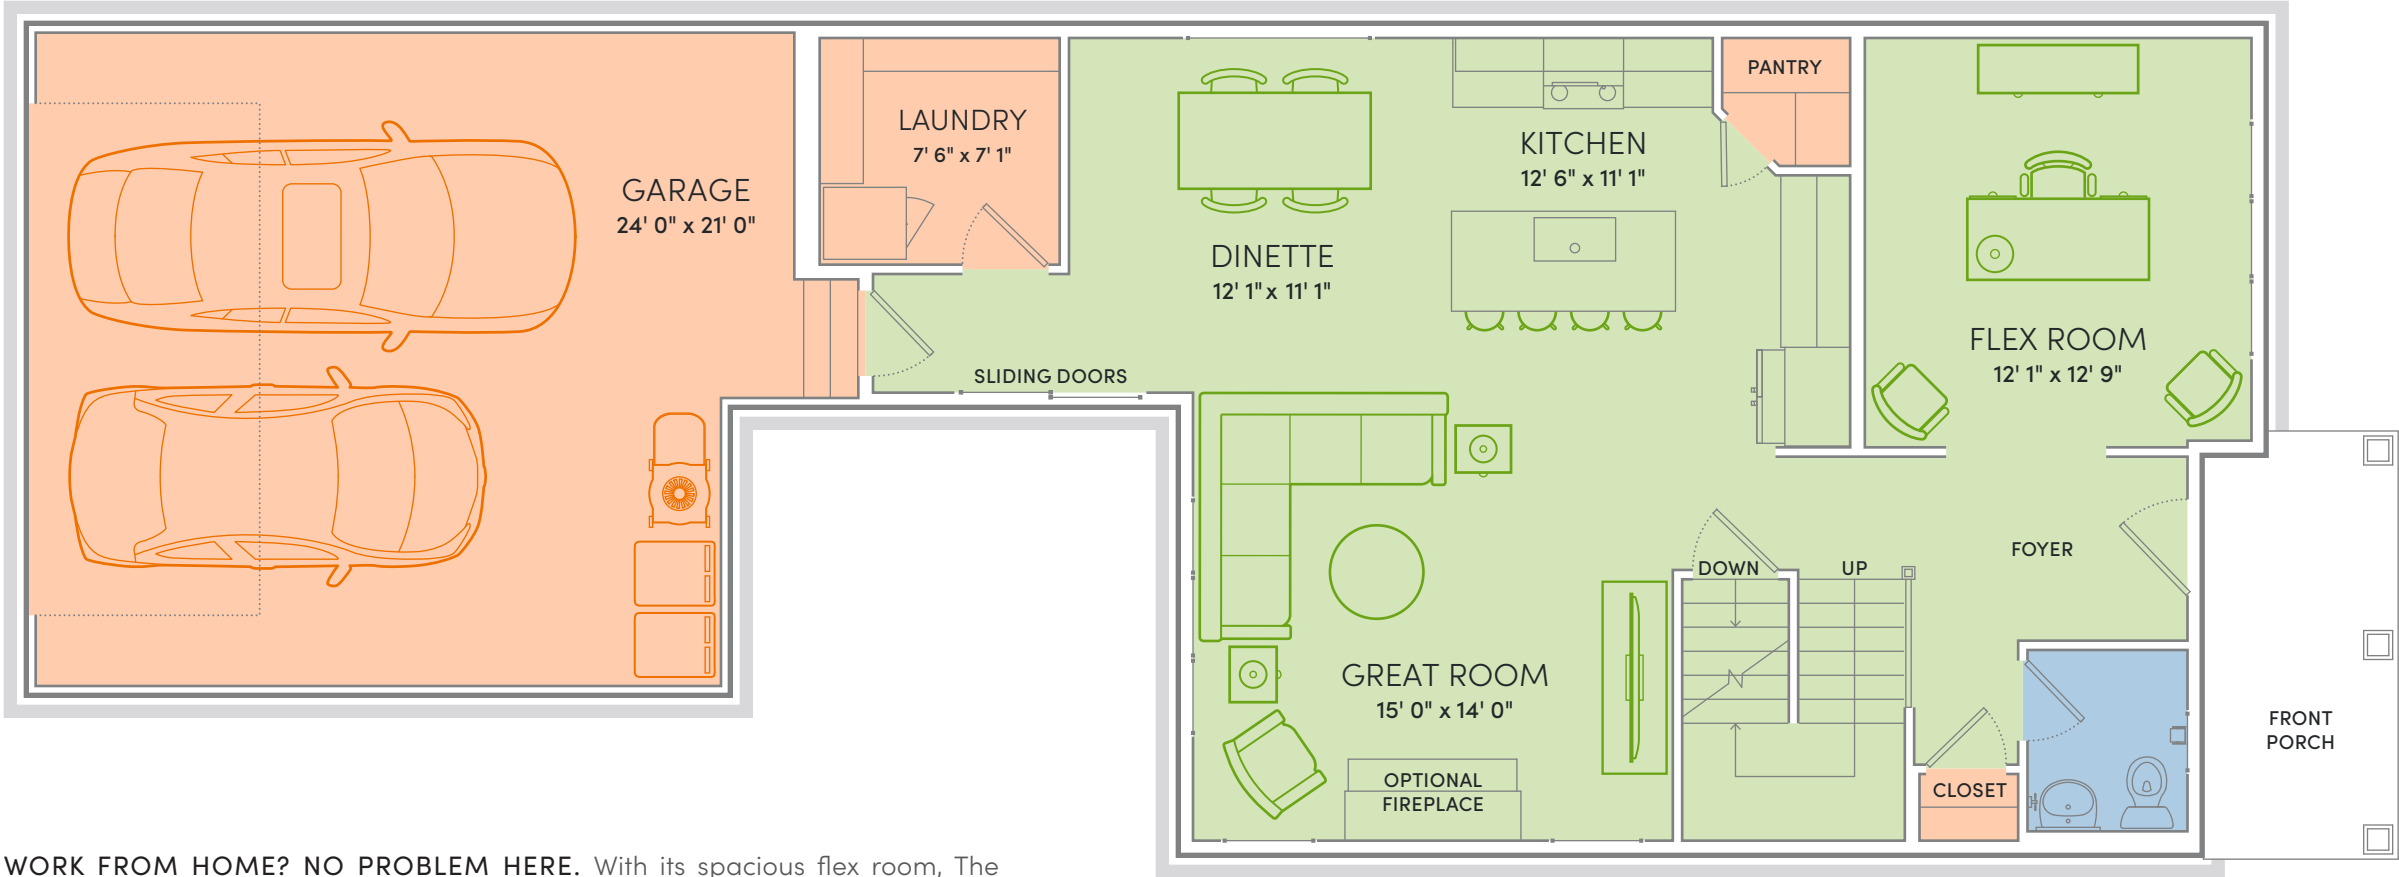 PANTRY
LAUNDRY
7' 6" x 7' 1"
KITCHEN
12' 6" x 11' 1"
GARAGE
24' 0" x 21' 0"
DINETTE
12' 1" x 11' 1"
FLEX ROOM
12' 1" x 12' 9"
SLIDING DOORS
FOYER
DOWN
UP
GREAT ROOM
15' 0" x 14' 0"
FRONT
PORCH
OPTIONAL
FIREPLACE
CLOSET
WORK FROM HOME? NO PROBLEM HERE. With its spacious flex room, The